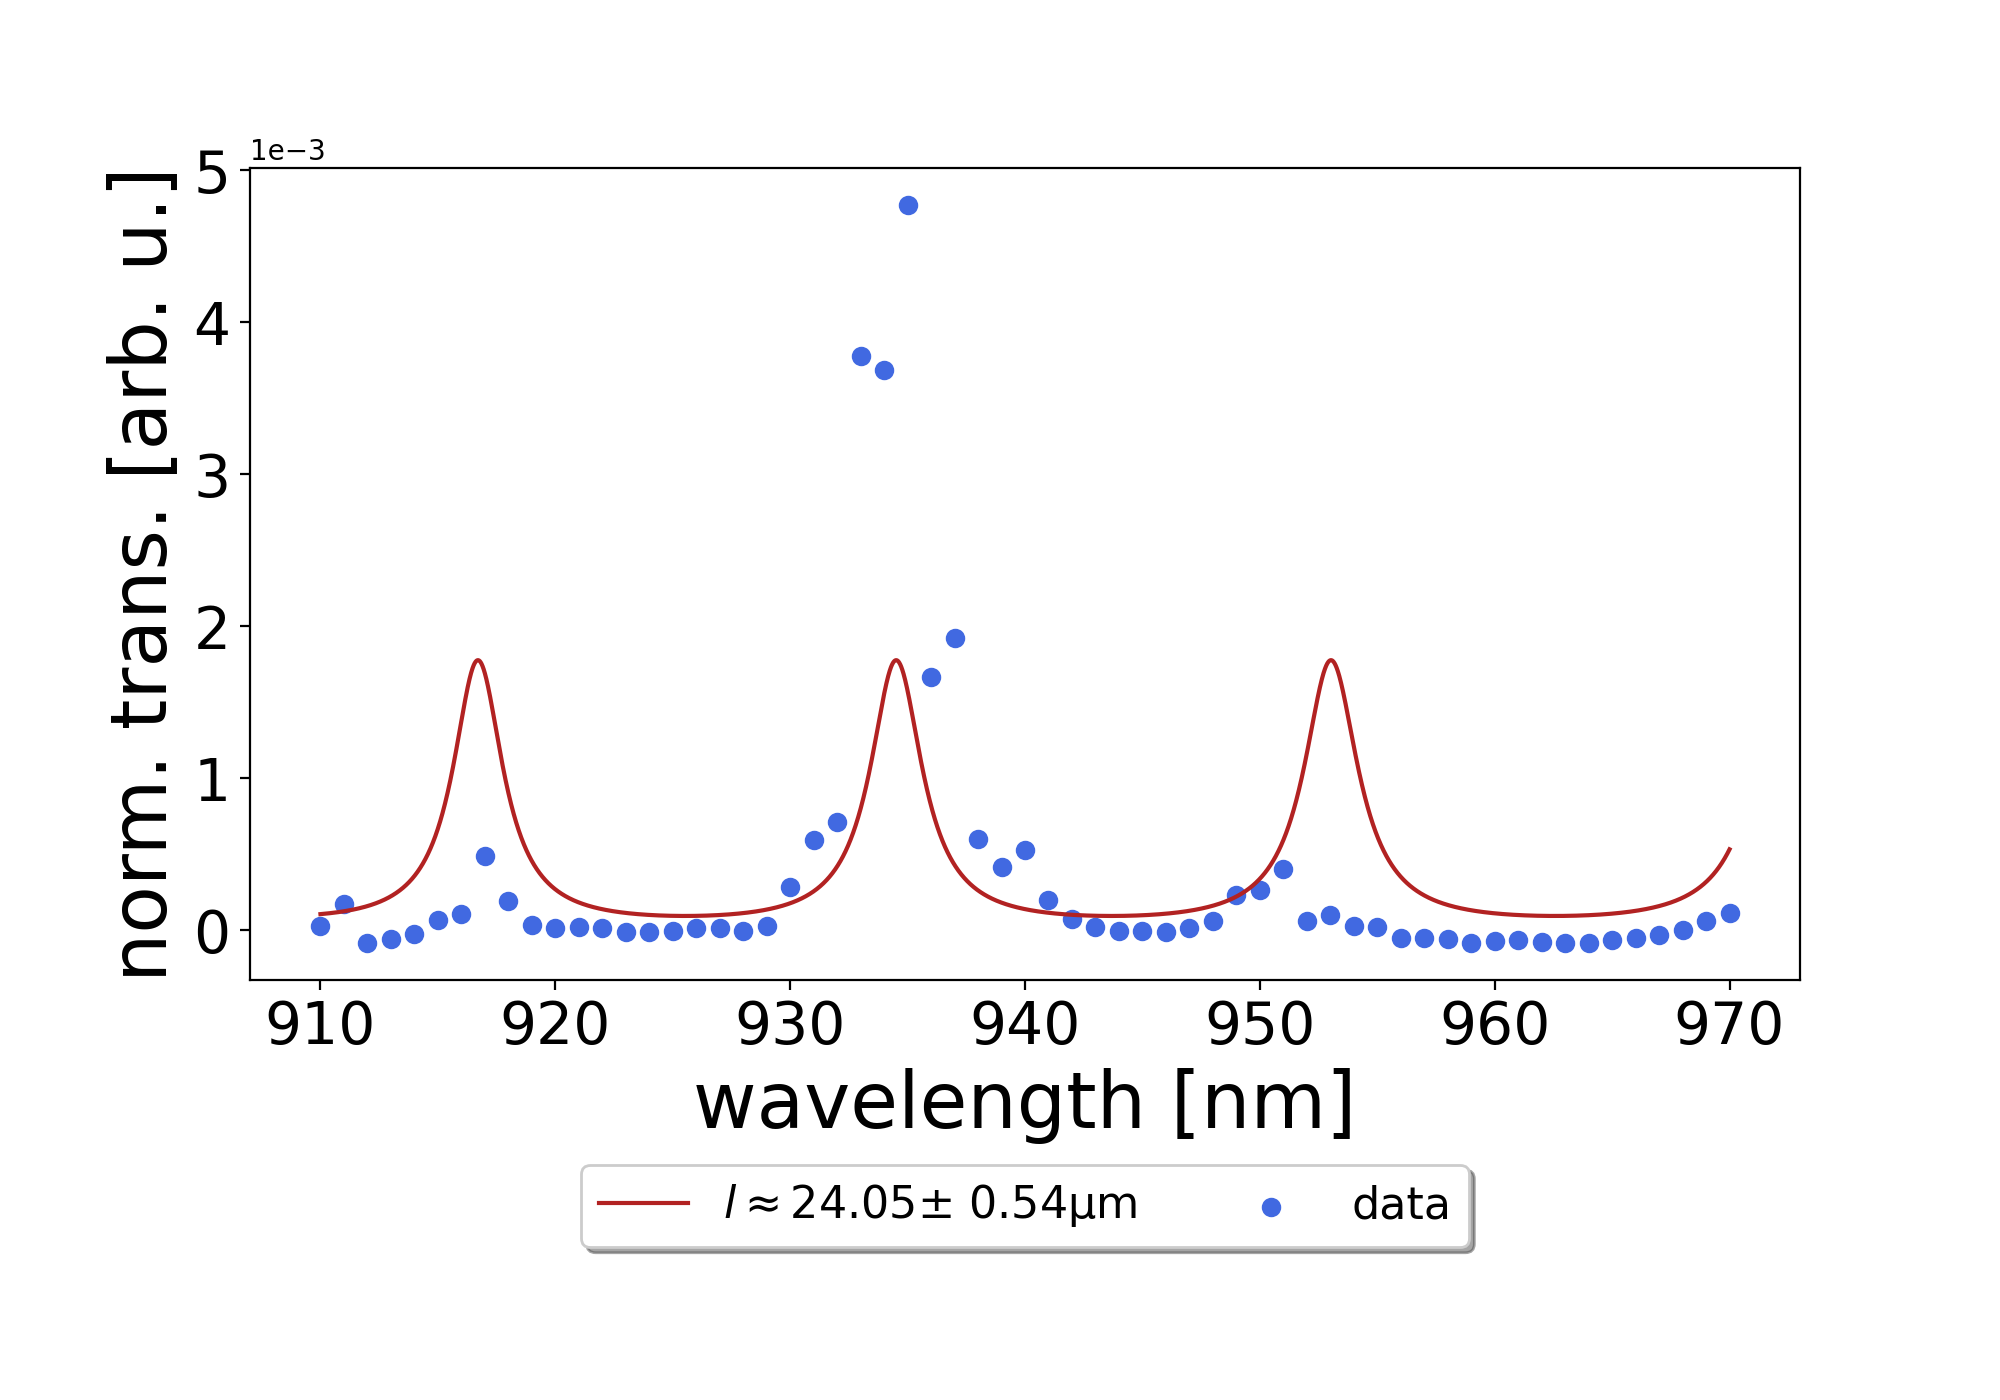 1e−3
norm. trans. [arb. u.]
5
4
3
2
1
0
910 920 930 940 950 960 970
wavelength [nm]
l ≈ 24.05± 0.54µm data